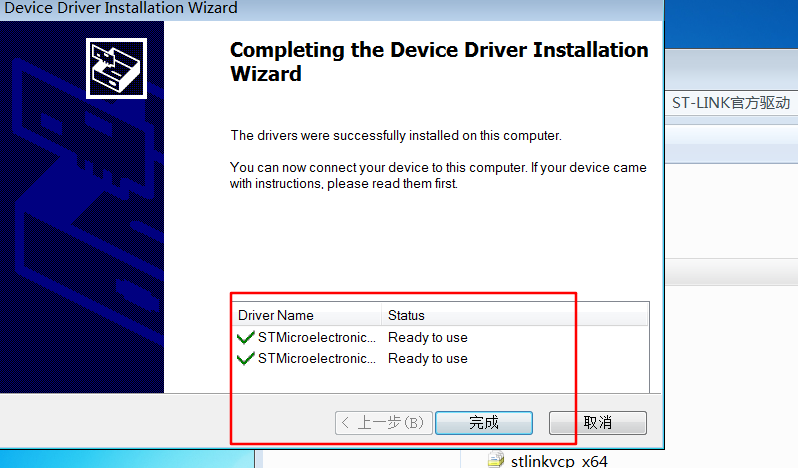 Device Driver Installation Wizard
Completing the Device Driver Installation
Wizard
The drivers were successfully installed on this computer.
You can now connect your device to this computer. If your device came
with instructions, please read them first.
Driver Name Status
STMicroelectronic... Ready to use
STMicroelectronic... Ready to use
< 上一步(B) 完成 取消
ST-LINK官方驱动
stlinkvcp_x64